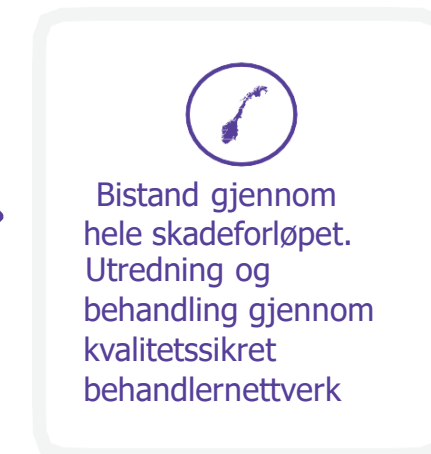 Bistand gjennom
hele skadeforløpet.
Utredning og
behandling gjennom
kvalitetssikret
behandlernettverk